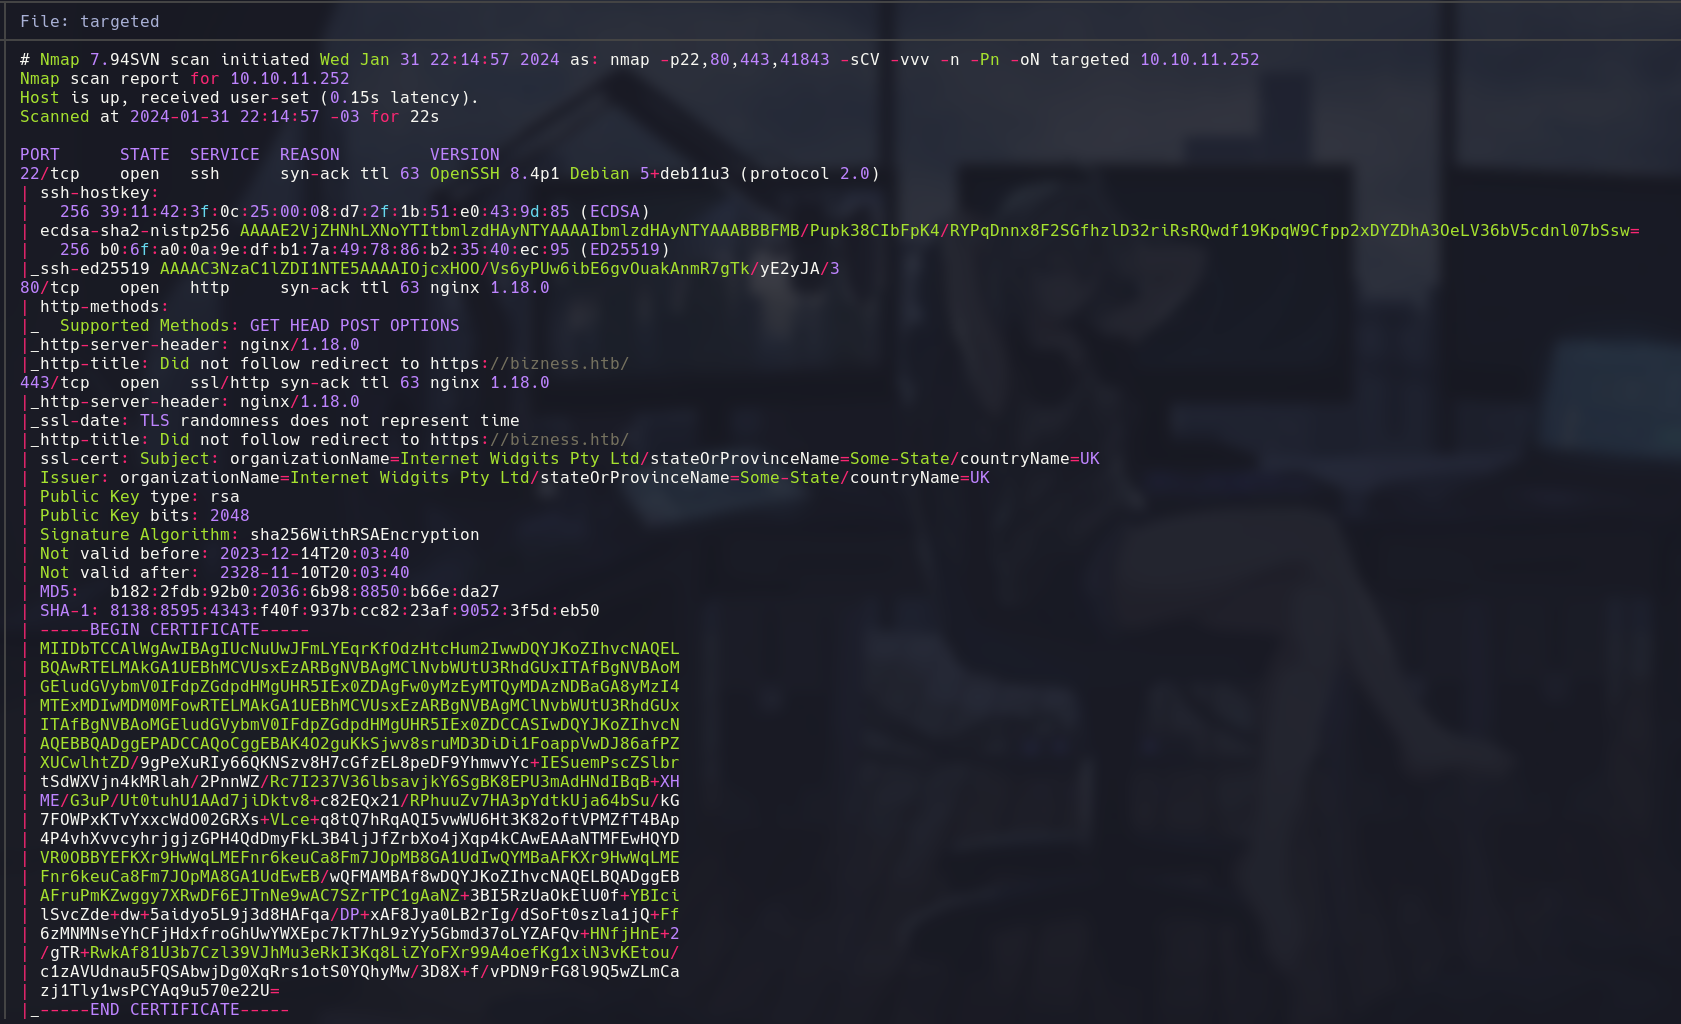 File: targeted
# Nmap 7.94SVN scan initiated Wed Jan 31 22:14:57 2024 as: nmap -p22,80,443,41843 -sCV -vvv -n -Pn -oN targeted 10.10.11.252
Nmap scan report for 10.10.11.252
Host is up, received user-set (0.15s latency).
Scanned at 2024-01-31 22:14:57 -03 for 22s
PORT      STATE  SERVICE  REASON         VERSION
22/tcp    open   ssh      syn-ack ttl 63 OpenSSH 8.4p1 Debian 5+deb11u3 (protocol 2.0)
| ssh-hostkey:
|   256 39:11:42:3f:0c:25:00:08:d7:2f:1b:51:e0:43:9d:85 (ECDSA)
| ecdsa-sha2-nistp256 AAAAE2VjZHNhLXNoYTItbmlzdHAyNTYAAAAIbmlzdHAyNTYAAABBBFMB/Pupk38CIbFpK4/RYPqDnnx8F2SGfhzlD32riRsRQwdf19KpqW9Cfpp2xDYZDhA3OeLV36bV5cdnl07bSsw=
|   256 b0:6f:a0:0a:9e:df:b1:7a:49:78:86:b2:35:40:ec:95 (ED25519)
|_ssh-ed25519 AAAAC3NzaC1lZDI1NTE5AAAAIOjcxHOO/Vs6yPUw6ibE6gvOuakAnmR7gTk/yE2yJA/3
80/tcp    open   http     syn-ack ttl 63 nginx 1.18.0
| http-methods:
|_  Supported Methods: GET HEAD POST OPTIONS
|_http-server-header: nginx/1.18.0
|_http-title: Did not follow redirect to https://bizness.htb/
443/tcp   open   ssl/http syn-ack ttl 63 nginx 1.18.0
|_http-server-header: nginx/1.18.0
|_ssl-date: TLS randomness does not represent time
|_http-title: Did not follow redirect to https://bizness.htb/
| ssl-cert: Subject: organizationName=Internet Widgits Pty Ltd/stateOrProvinceName=Some-State/countryName=UK
| Issuer: organizationName=Internet Widgits Pty Ltd/stateOrProvinceName=Some-State/countryName=UK
| Public Key type: rsa
| Public Key bits: 2048
| Signature Algorithm: sha256WithRSAEncryption
| Not valid before: 2023-12-14T20:03:40
| Not valid after:  2328-11-10T20:03:40
| MD5:   b182:2fdb:92b0:2036:6b98:8850:b66e:da27
| SHA-1: 8138:8595:4343:f40f:937b:cc82:23af:9052:3f5d:eb50
| -----BEGIN CERTIFICATE-----
| MIIDbTCCAlWgAwIBAgIUcNuUwJFmLYEqrKfOdzHtcHum2IwwDQYJKoZIhvcNAQEL
| BQAwRTELMAkGA1UEBhMCVUsxEzARBgNVBAgMClNvbWUtU3RhdGUxITAfBgNVBAoM
| GEludGVybmV0IFdpZGdpdHMgUHR5IEx0ZDAgFw0yMzEyMTQyMDAzNDBaGA8yMzI4
| MTExMDIwMDM0MFowRTELMAkGA1UEBhMCVUsxEzARBgNVBAgMClNvbWUtU3RhdGUx
| ITAfBgNVBAoMGEludGVybmV0IFdpZGdpdHMgUHR5IEx0ZDCCASIwDQYJKoZIhvcN
| AQEBBQADggEPADCCAQoCggEBAK4O2guKkSjwv8sruMD3DiDi1FoappVwDJ86afPZ
| XUCwlhtZD/9gPeXuRIy66QKNSzv8H7cGfzEL8peDF9YhmwvYc+IESuemPscZSlbr
| tSdWXVjn4kMRlah/2PnnWZ/Rc7I237V36lbsavjkY6SgBK8EPU3mAdHNdIBqB+XH
| ME/G3uP/Ut0tuhU1AAd7jiDktv8+c82EQx21/RPhuuZv7HA3pYdtkUja64bSu/kG
| 7FOWPxKTvYxxcWdO02GRXs+VLce+q8tQ7hRqAQI5vwWU6Ht3K82oftVPMZfT4BAp
| 4P4vhXvvcyhrjgjzGPH4QdDmyFkL3B4ljJfZrbXo4jXqp4kCAwEAAaNTMFEwHQYD
| VR0OBBYEFKXr9HwWqLMEFnr6keuCa8Fm7JOpMB8GA1UdIwQYMBaAFKXr9HwWqLME
| Fnr6keuCa8Fm7JOpMA8GA1UdEwEB/wQFMAMBAf8wDQYJKoZIhvcNAQELBQADggEB
| AFruPmKZwggy7XRwDF6EJTnNe9wAC7SZrTPC1gAaNZ+3BI5RzUaOkElU0f+YBIci
| lSvcZde+dw+5aidyo5L9j3d8HAFqa/DP+xAF8Jya0LB2rIg/dSoFt0szla1jQ+Ff
| 6zMNMNseYhCFjHdxfroGhUwYWXEpc7kT7hL9zYy5Gbmd37oLYZAFQv+HNfjHnE+2
| /gTR+RwkAf81U3b7Czl39VJhMu3eRkI3Kq8LiZYoFXr99A4oefKg1xiN3vKEtou/
| c1zAVUdnau5FQSAbwjDg0XqRrs1otS0YQhyMw/3D8X+f/vPDN9rFG8l9Q5wZLmCa
| zj1Tly1wsPCYAq9u570e22U=
|_-----END CERTIFICATE-----